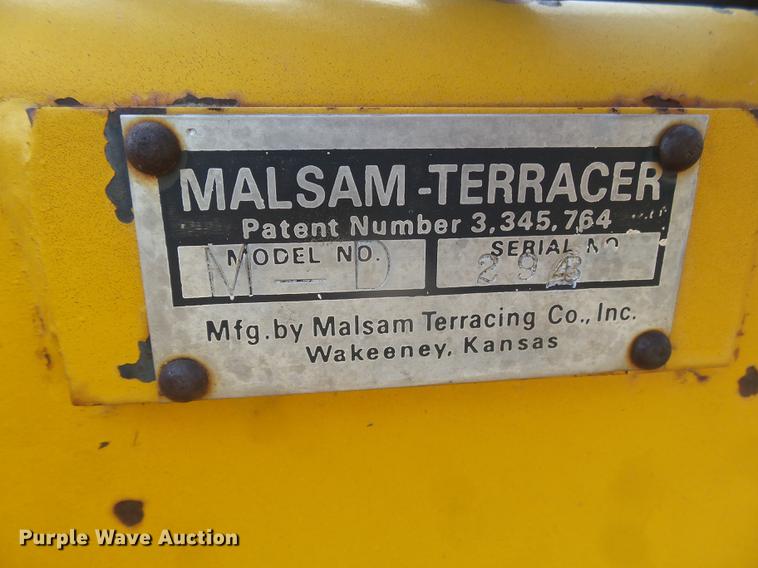 MALSAM-TERRACER
Patent Number 3,345,764
MODEL NO. SERIAL NO
M-D
Mfg. by Malsam Terracing Co., Inc.
Wakeeney, Kansas
Purple Wave Auction